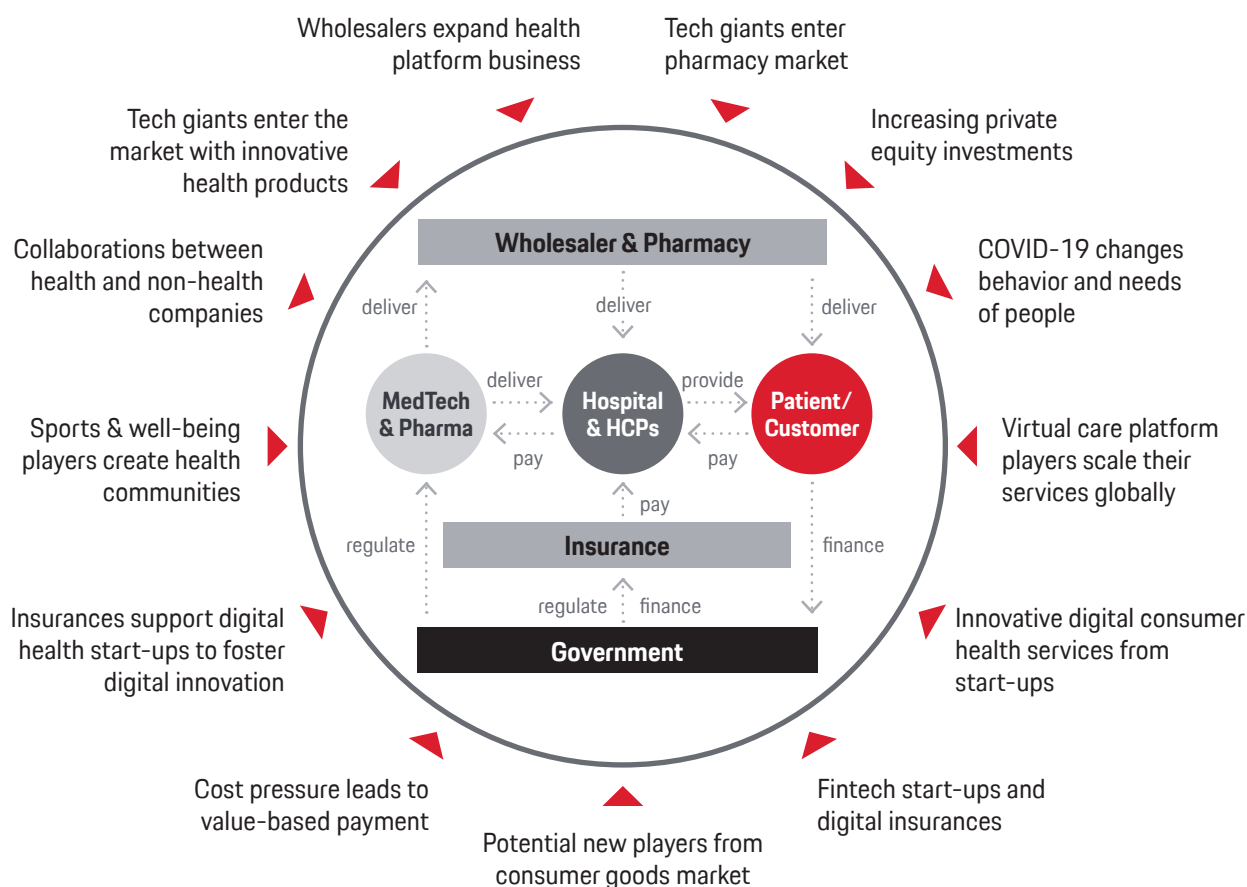 Wholesalers expand health
platform business
Tech giants enter
pharmacy market
Tech giants enter the
market with innovative
health products
Increasing private
equity investments
Collaborations between
health and non-health
companies
COVID-19 changes
behavior and needs
of people
Sports & well-being
players create health
communities
Virtual care platform
players scale their
services globally
Insurances support digital
health start-ups to foster
digital innovation
Innovative digital consumer
health services from
start-ups
Cost pressure leads to
value-based payment
Potential new players from
consumer goods market
Fintech start-ups and
digital insurances
Wholesaler & Pharmacy
deliver
deliver
deliver
MedTech
& Pharma
deliver
pay
Hospital
& HCPs
provide
pay
Patient/
Customer
pay
regulate
Insurance
finance
regulate
finance
Government